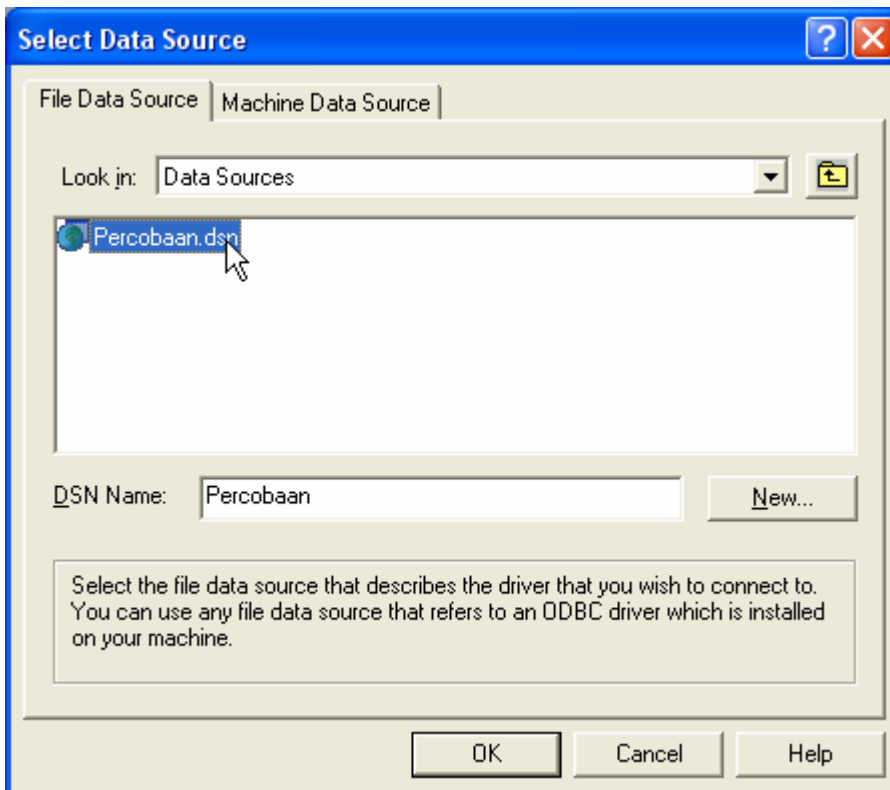 Select Data Source
File Data Source
Machine Data Source
Look in: Data Sources
Percobaan.dsn
DSN Name: Percobaan
New...
Select the file data source that describes the driver that you wish to connect to.
You can use any file data source that refers to an ODBC driver which is installed
on your machine.
OK
Cancel
Help